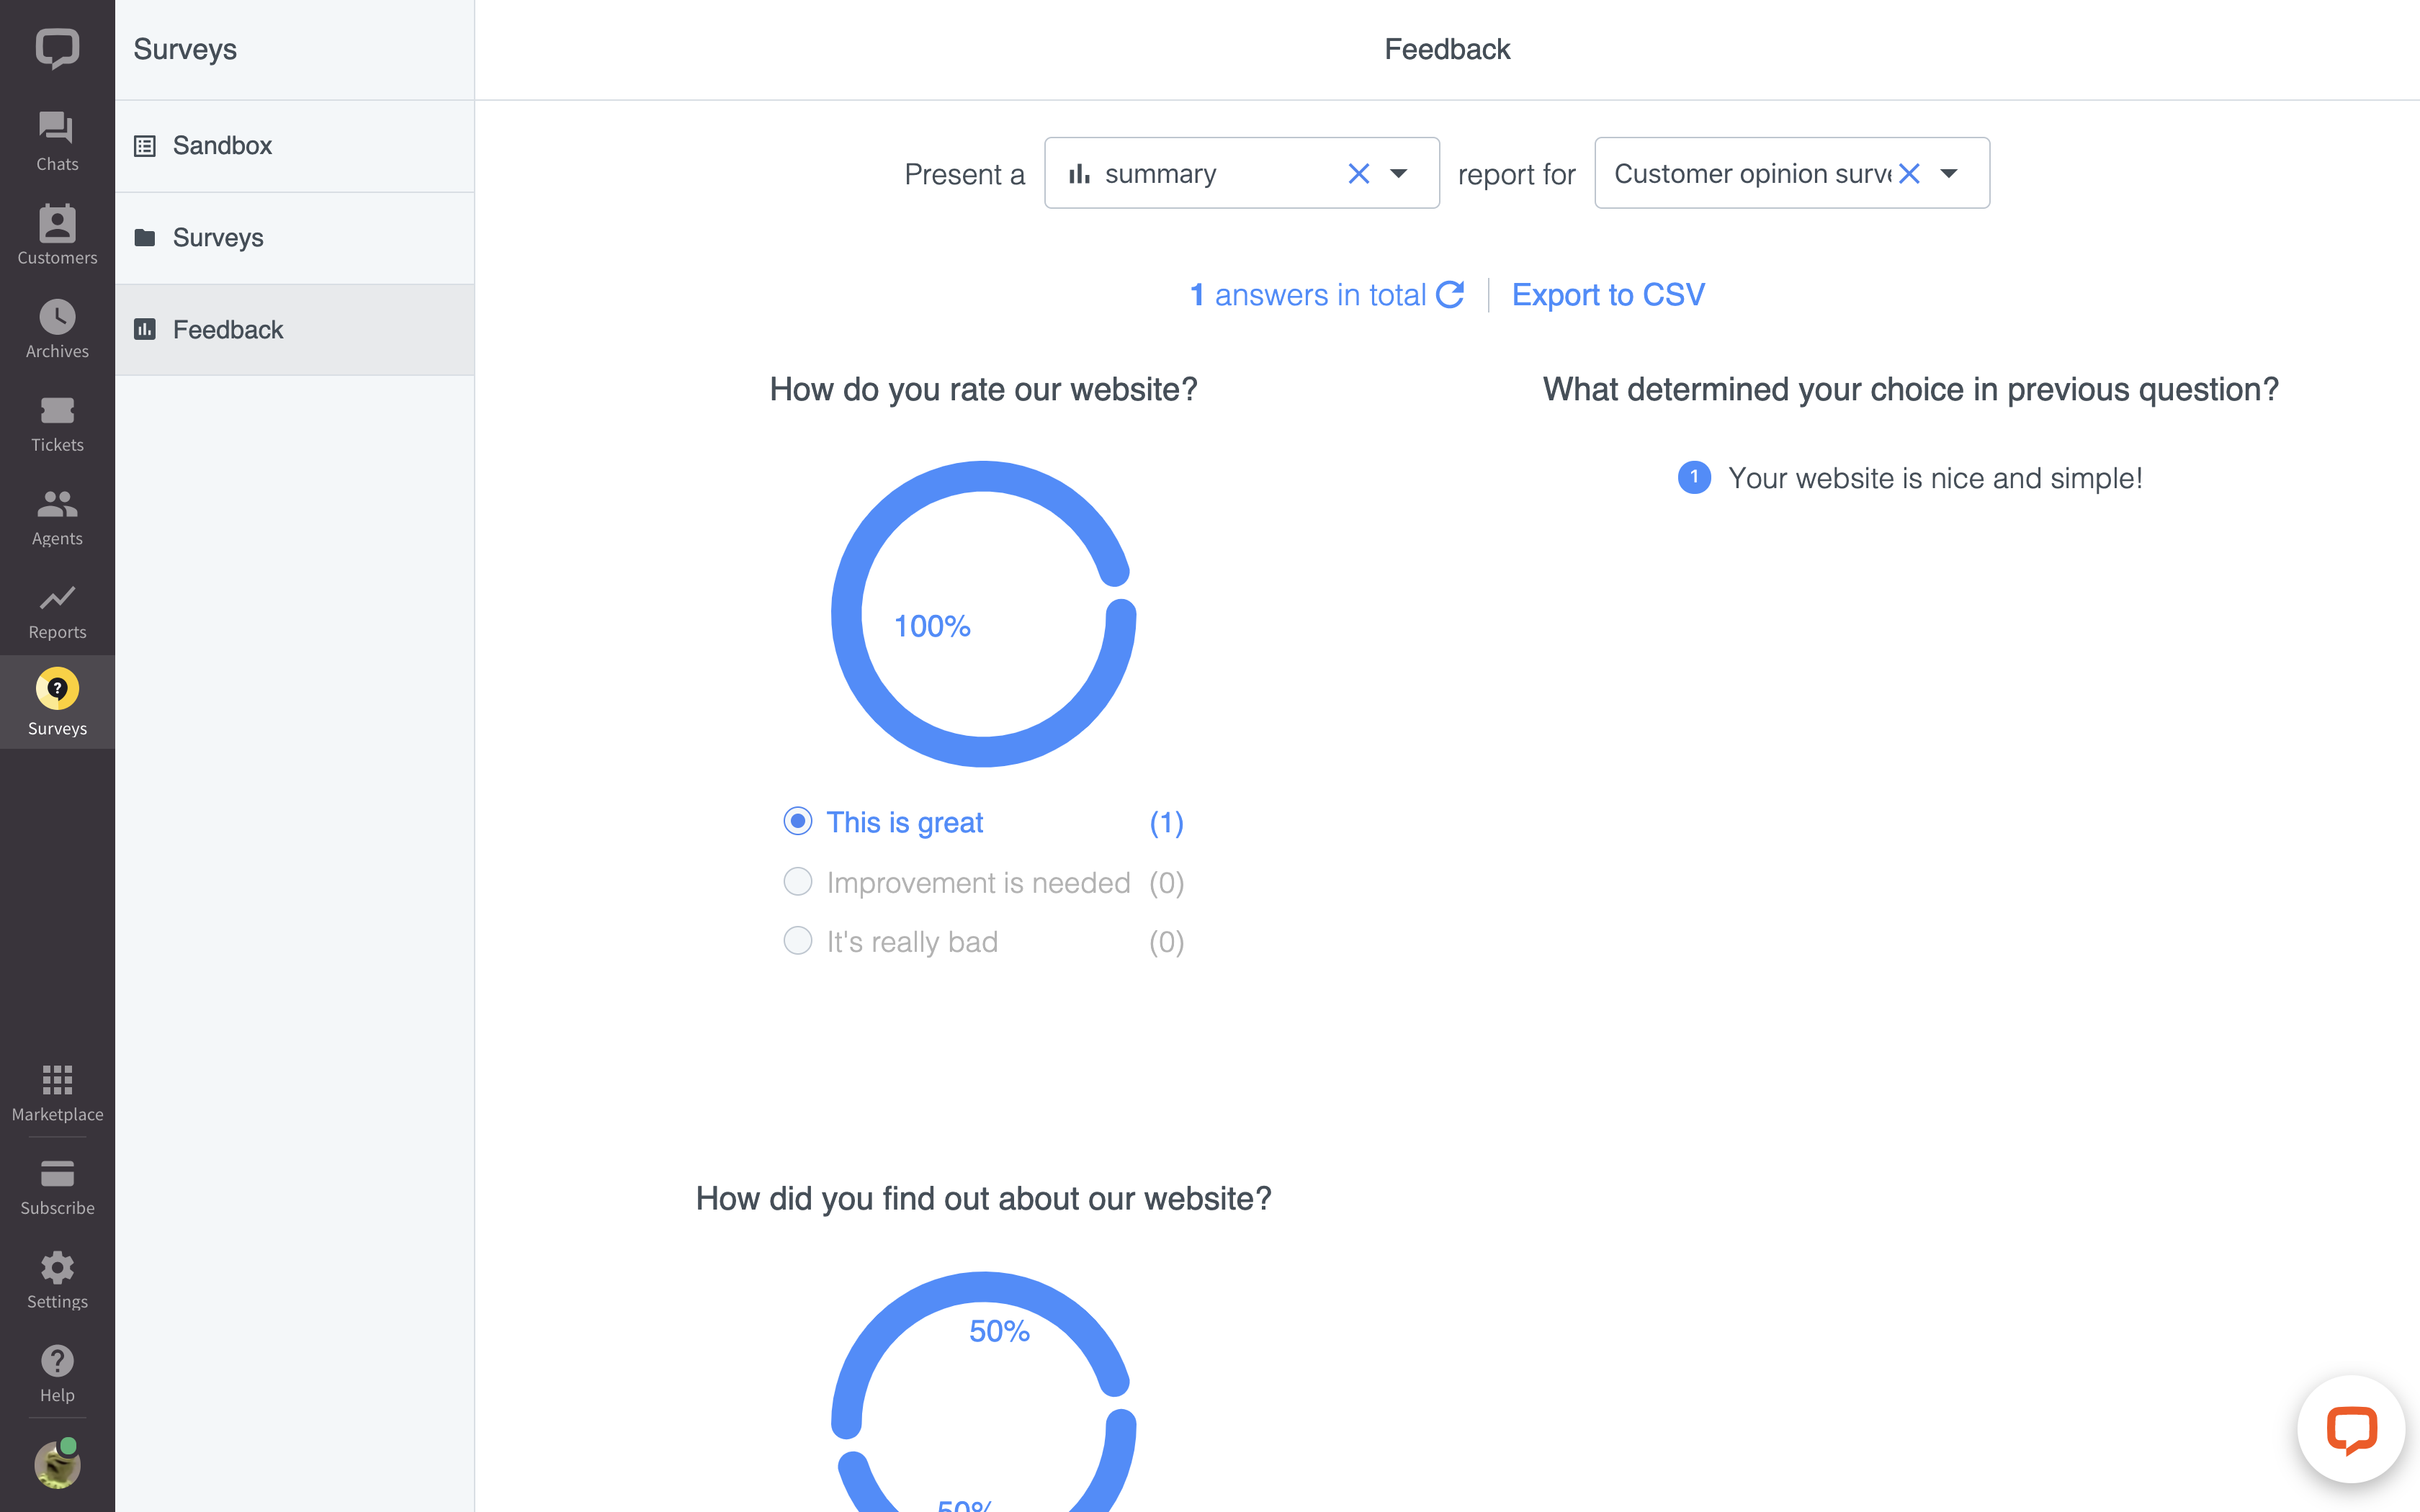 Surveys
Feedback
Chats
Customers
Archives
Tickets
Agents
Reports
Surveys
Marketplace
Subscribe
Settings
Help
Sandbox
Surveys
Feedback
Present a summary report for Customer opinion surve
1 answers in total Export to CSV
How do you rate our website?
100%
This is great (1)
Improvement is needed (0)
It's really bad (0)
What determined your choice in previous question?
1 Your website is nice and simple!
How did you find out about our website?
50%
50%